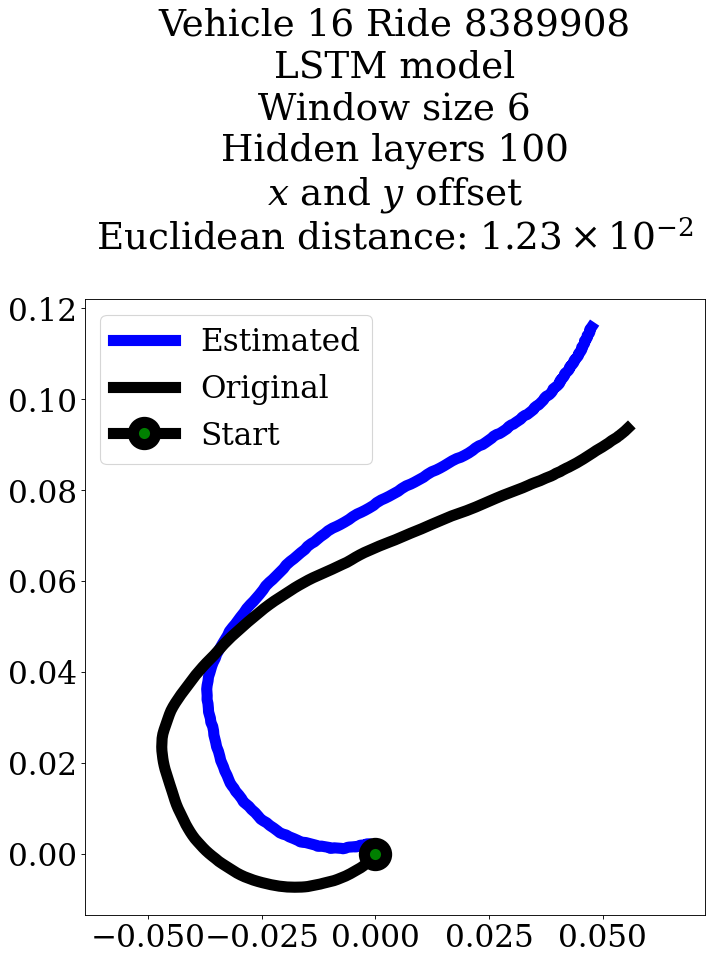 Vehicle 16 Ride 8389908
LSTM model
Window size 6
Hidden layers 100
x and y offset
Euclidean distance: 1.23 × 10⁻²
0.12
Estimated
Original
Start
0.10
0.08
0.06
0.04
0.02
0.00
−0.050 −0.025 0.000 0.025 0.050